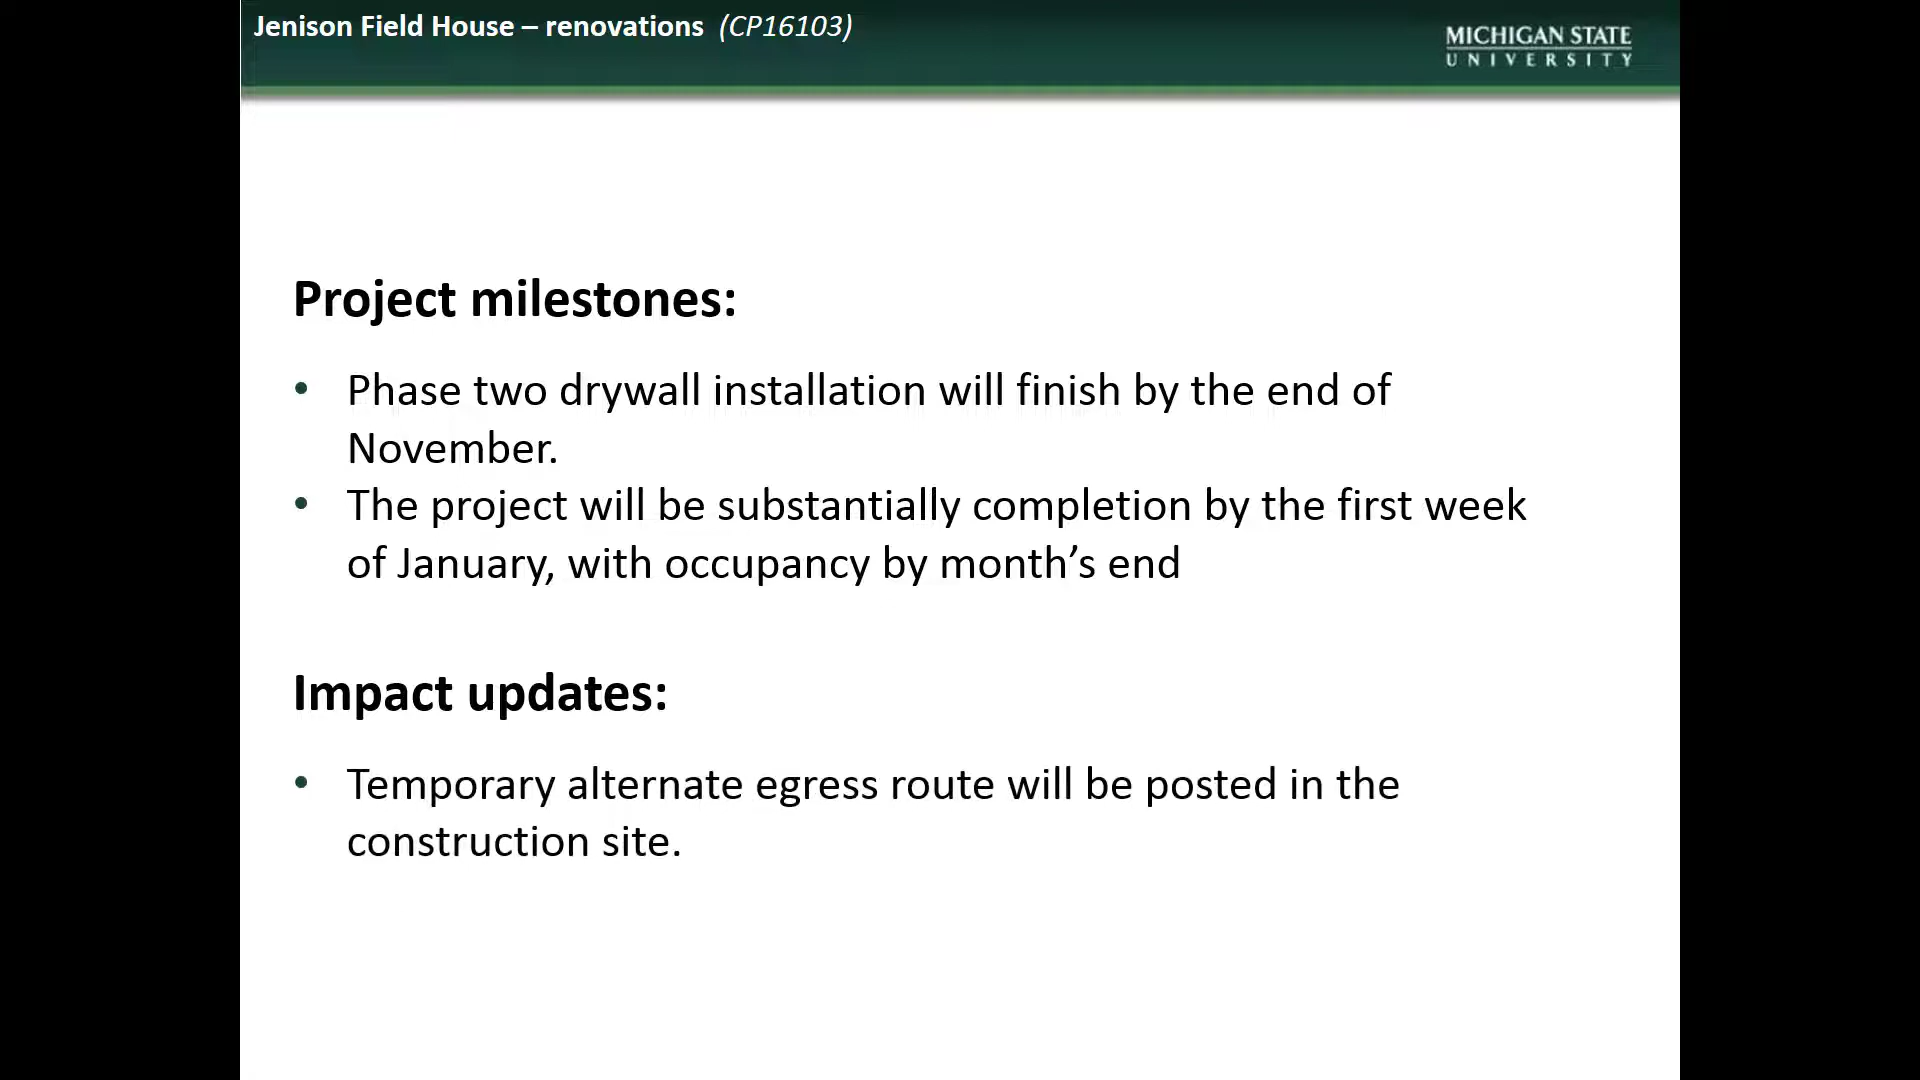 Jenison Field House – renovations (CP16103)
MICHIGAN STATE
UNIVERSITY
Project milestones:
• Phase two drywall installation will finish by the end of
November.
• The project will be substantially completion by the first week
of January, with occupancy by month’s end
Impact updates:
• Temporary alternate egress route will be posted in the
construction site.